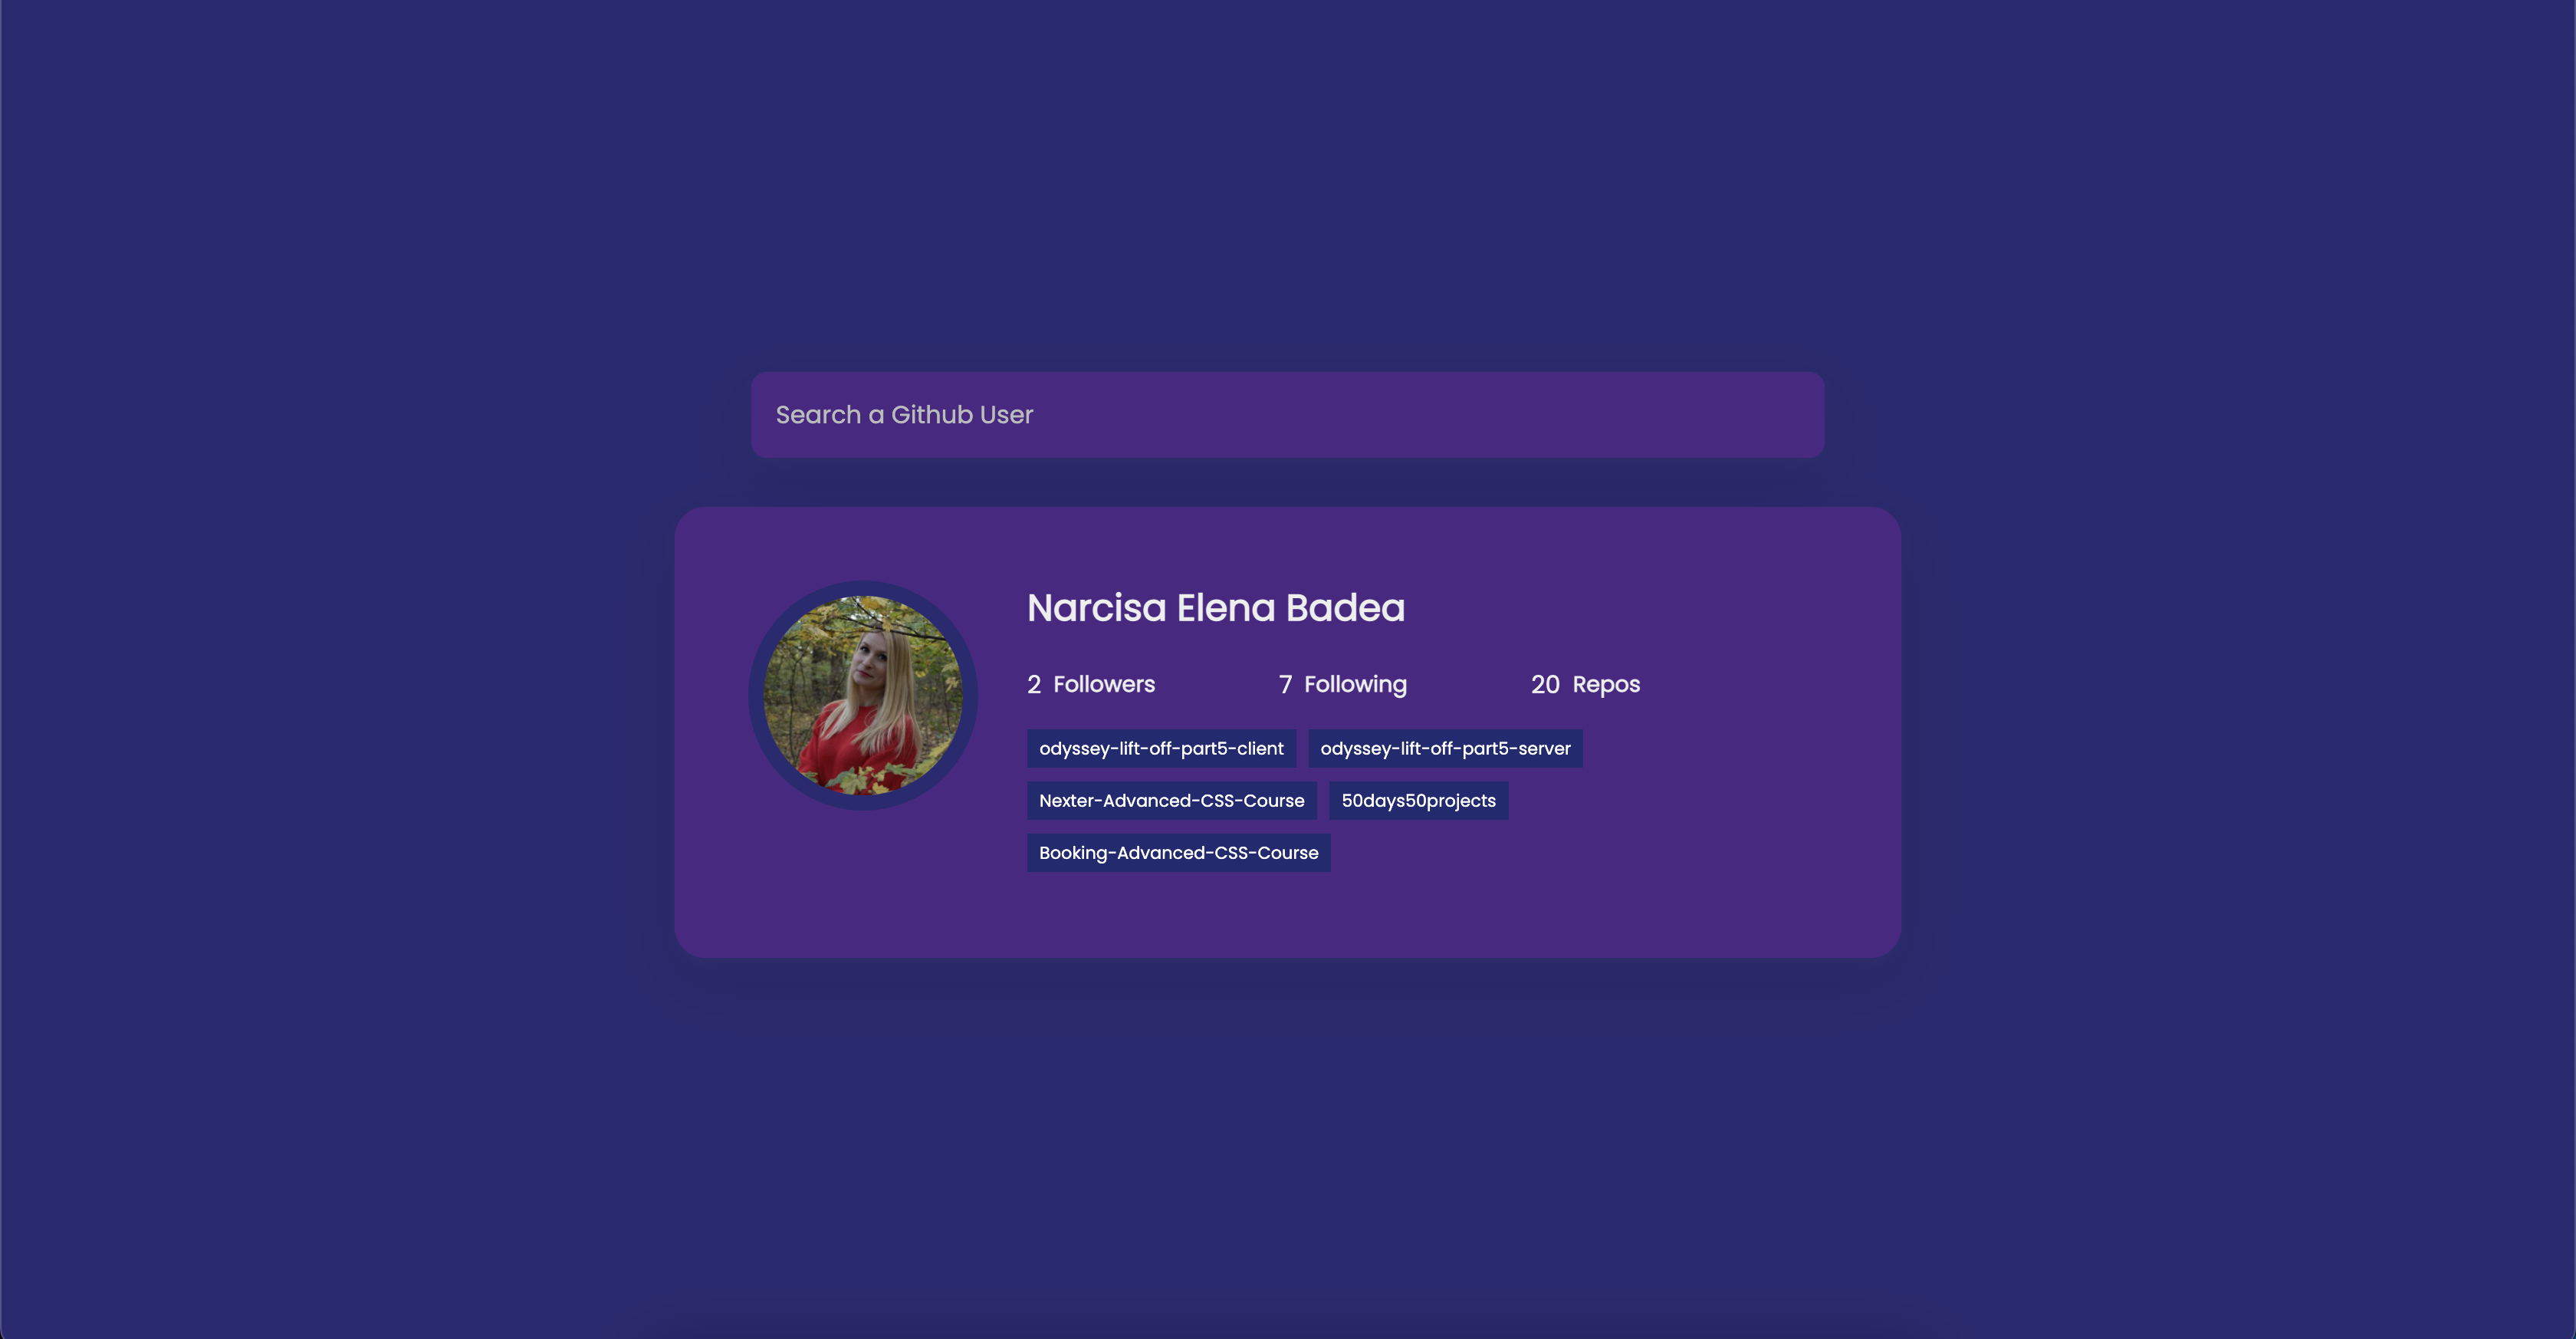 Search a Github User
Narcisa Elena Badea
2 Followers 7 Following 20 Repos
odyssey-lift-off-part5-client odyssey-lift-off-part5-server
Nexter-Advanced-CSS-Course 50days50projects
Booking-Advanced-CSS-Course